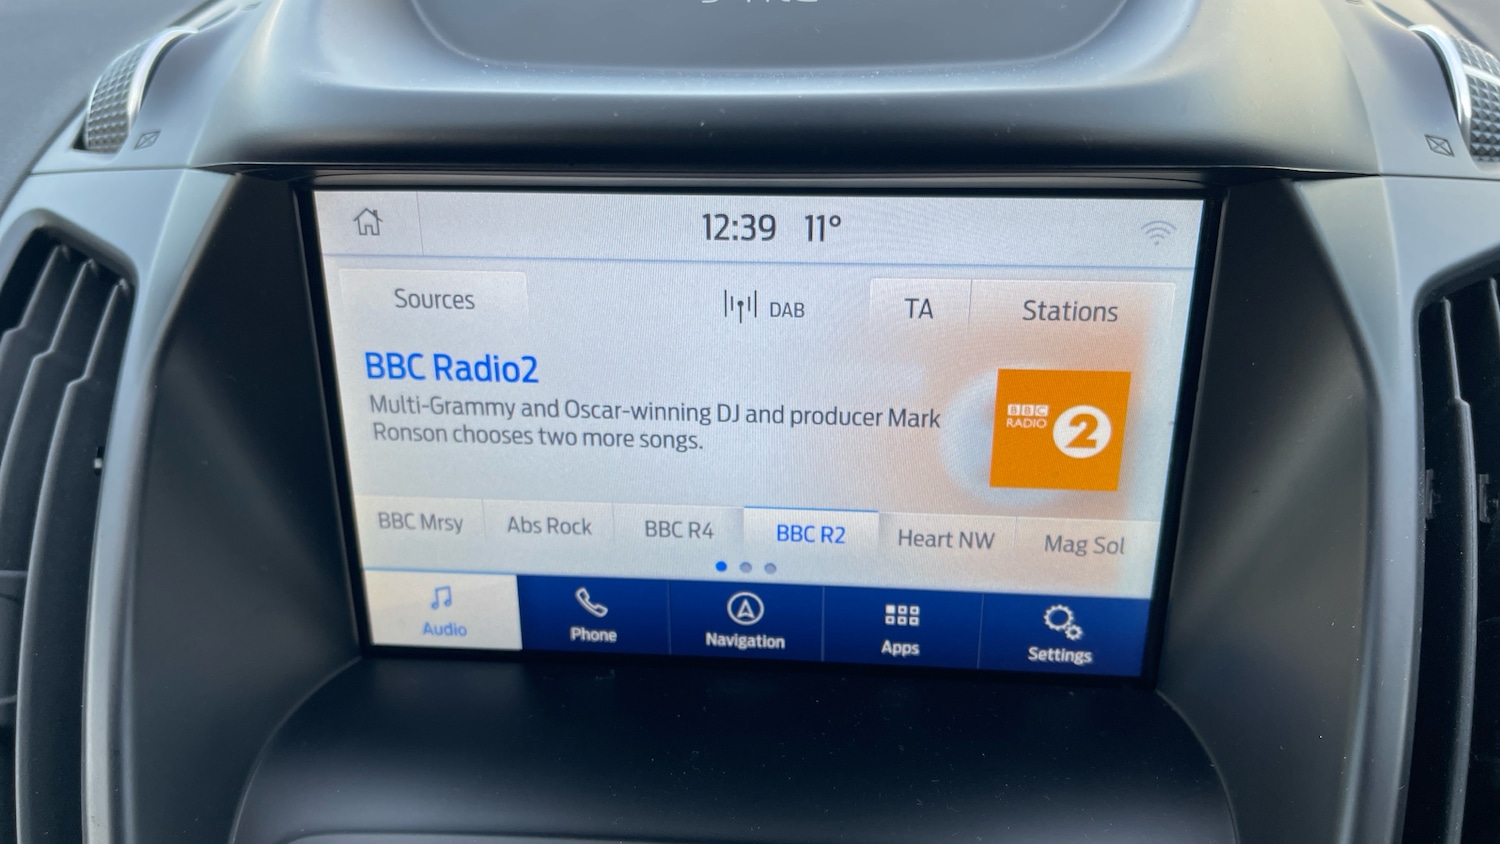 12:39 11°
Sources DAB TA Stations
BBC Radio2
Multi-Grammy and Oscar-winning DJ and producer Mark
Ronson chooses two more songs.
BBC
RADIO 2
BBC Mrsy Abs Rock BBC R4 BBC R2 Heart NW Mag Sol
Audio Phone Navigation Apps Settings